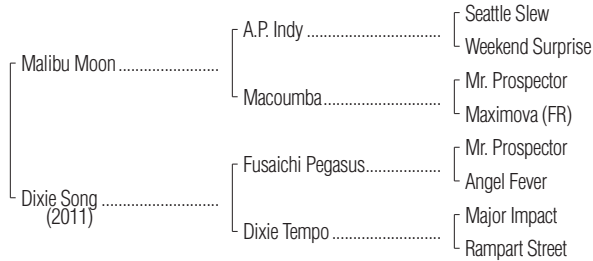 Seattle Slew
A.P. Indy
Weekend Surprise
Malibu Moon
Mr. Prospector
Macoumba
Maximova (FR)
Mr. Prospector
Fusaichi Pegasus
Angel Fever
Dixie Song
(2011)
Major Impact
Dixie Tempo
Rampart Street